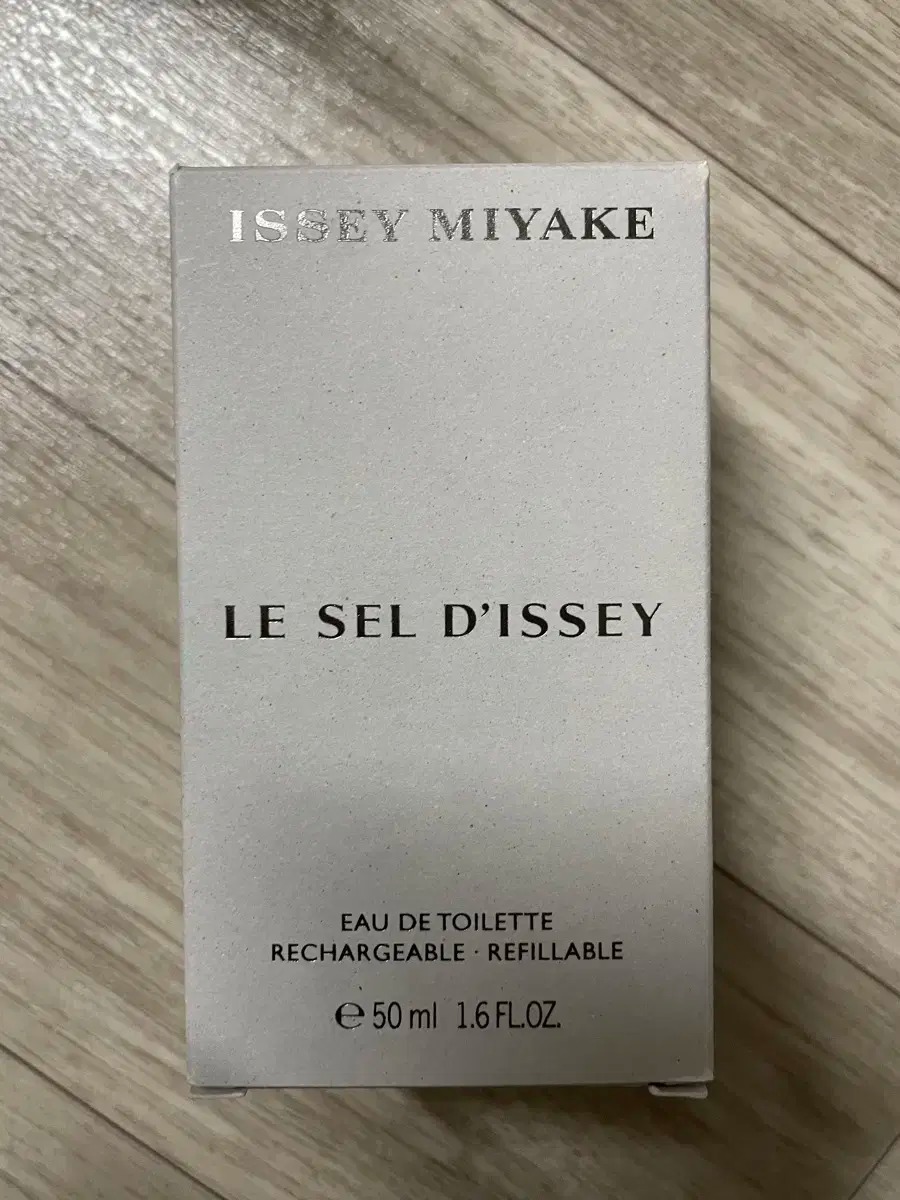 ISSEY MIYAKE
LE SEL D'ISSEY
EAU DE TOILETTE
RECHARGEABLE · REFILLABLE
℮ 50 ml 1.6 FL.OZ.